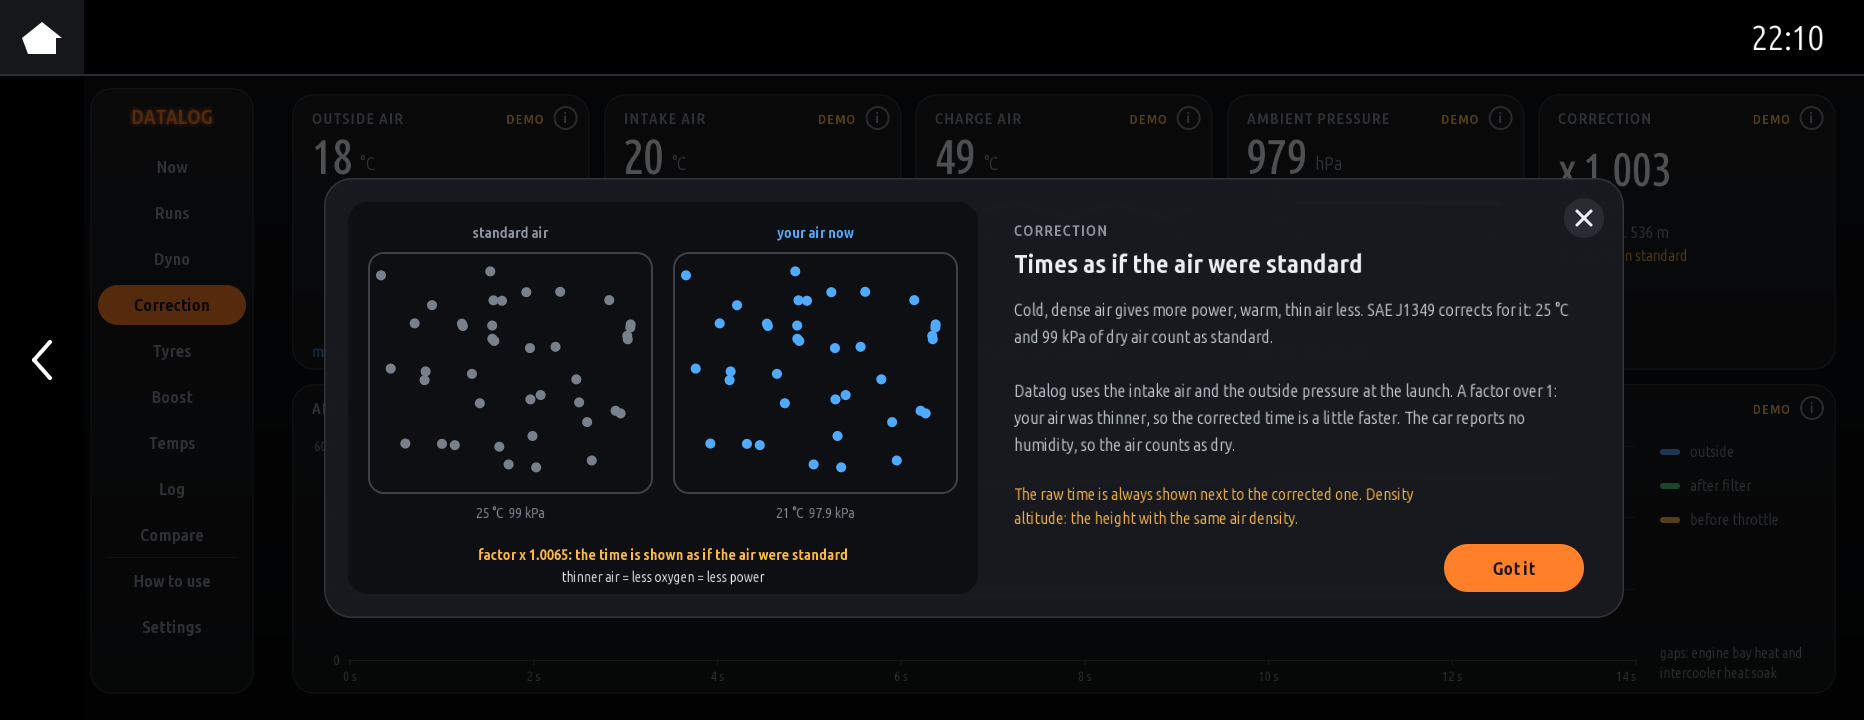 22:10
DATALOG
Now
Runs
Dyno
Correction
Tyres
Boost
Temps
Log
Compare
How to use
Settings
OUTSIDE AIR DEMO i
18 °C
INTAKE AIR DEMO i
20 °C
CHARGE AIR DEMO i
49 °C
AMBIENT PRESSURE DEMO i
979 hPa
CORRECTION DEMO i
x 1.003
536 m
n standard
standard air
your air now
25 °C 99 kPa
21 °C 97.9 kPa
factor x 1.0065: the time is shown as if the air were standard
thinner air = less oxygen = less power
CORRECTION
Times as if the air were standard
Cold, dense air gives more power, warm, thin air less. SAE J1349 corrects for it: 25 °C
and 99 kPa of dry air count as standard.
Datalog uses the intake air and the outside pressure at the launch. A factor over 1:
your air was thinner, so the corrected time is a little faster. The car reports no
humidity, so the air counts as dry.
The raw time is always shown next to the corrected one. Density
altitude: the height with the same air density.
Got it
DEMO i
outside
after filter
before throttle
gaps: engine bay heat and
intercooler heat soak
0
0 s 2 s 4 s 6 s 8 s 10 s 12 s 14 s